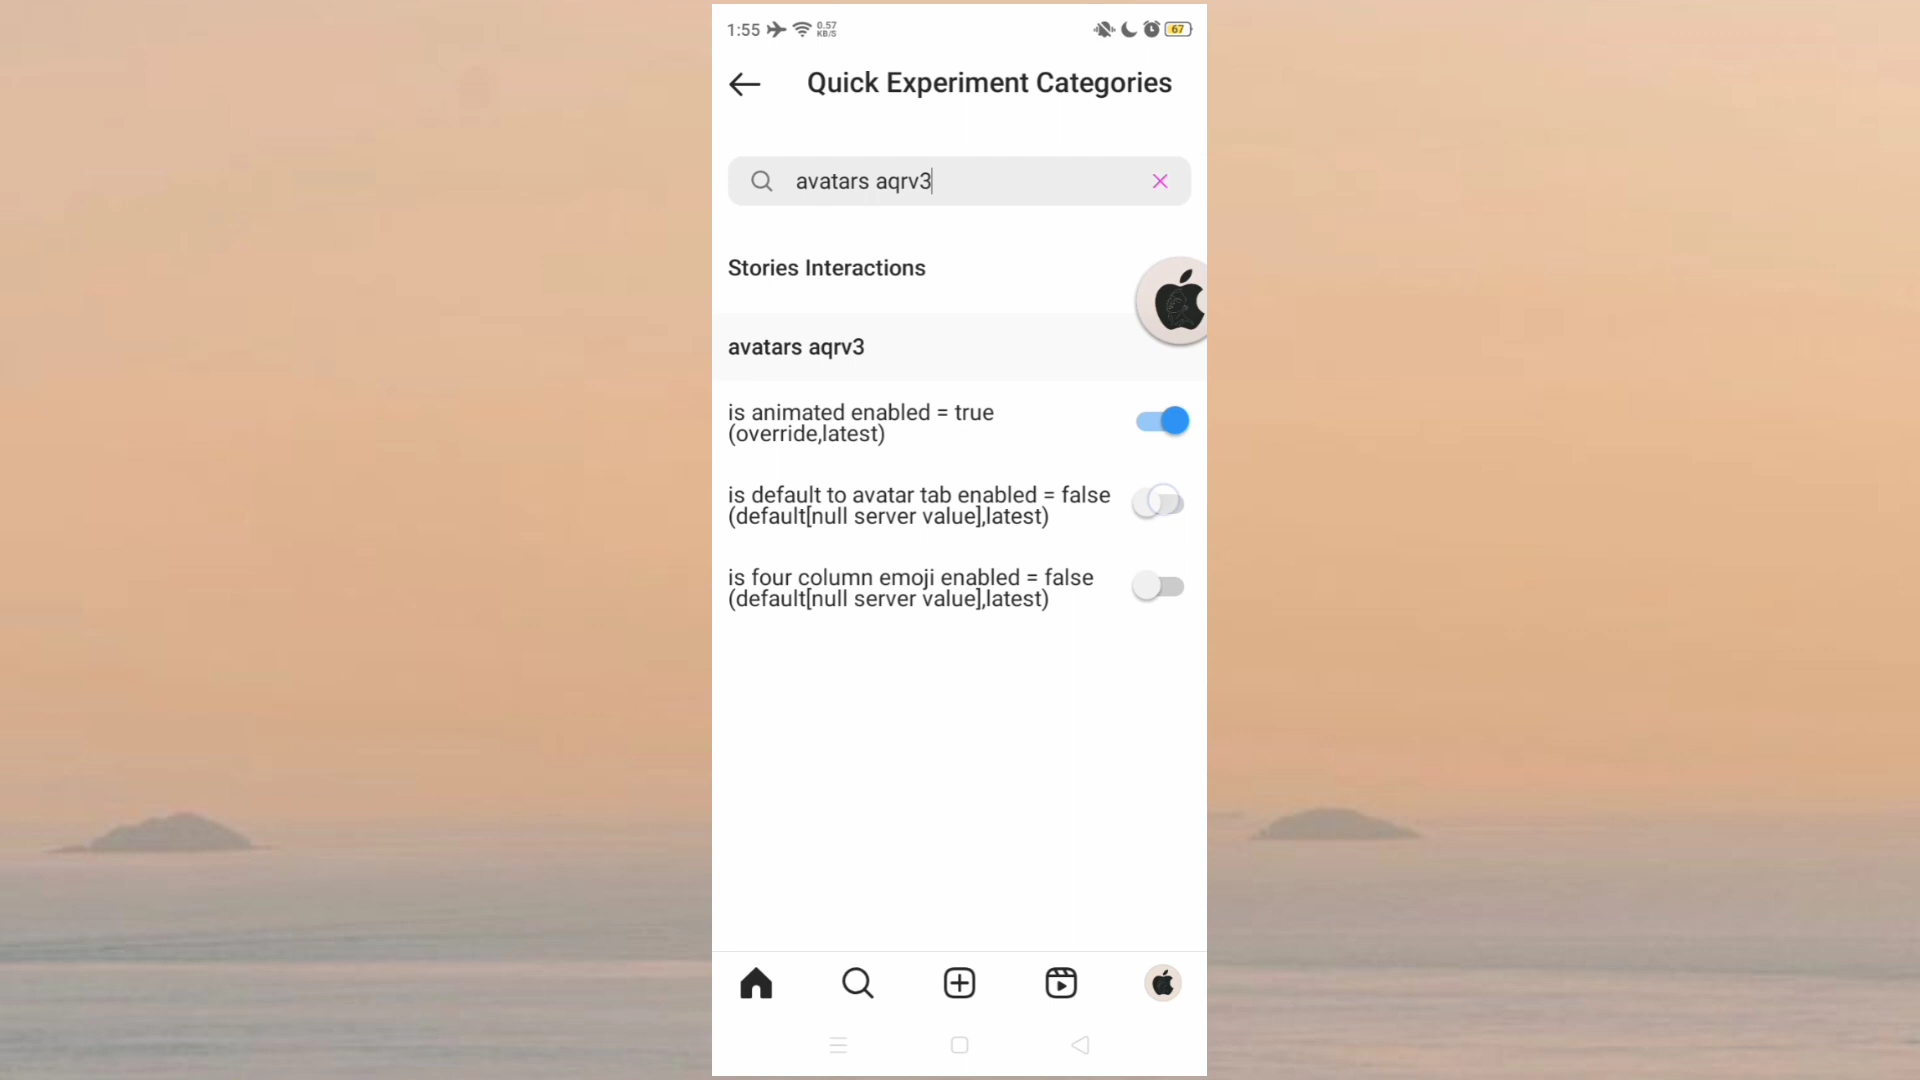 1:55 0.57 KB/S 67
Quick Experiment Categories
avatars aqrv3
Stories Interactions
avatars aqrv3
is animated enabled = true
(override,latest)
is default to avatar tab enabled = false
(default[null server value],latest)
is four column emoji enabled = false
(default[null server value],latest)